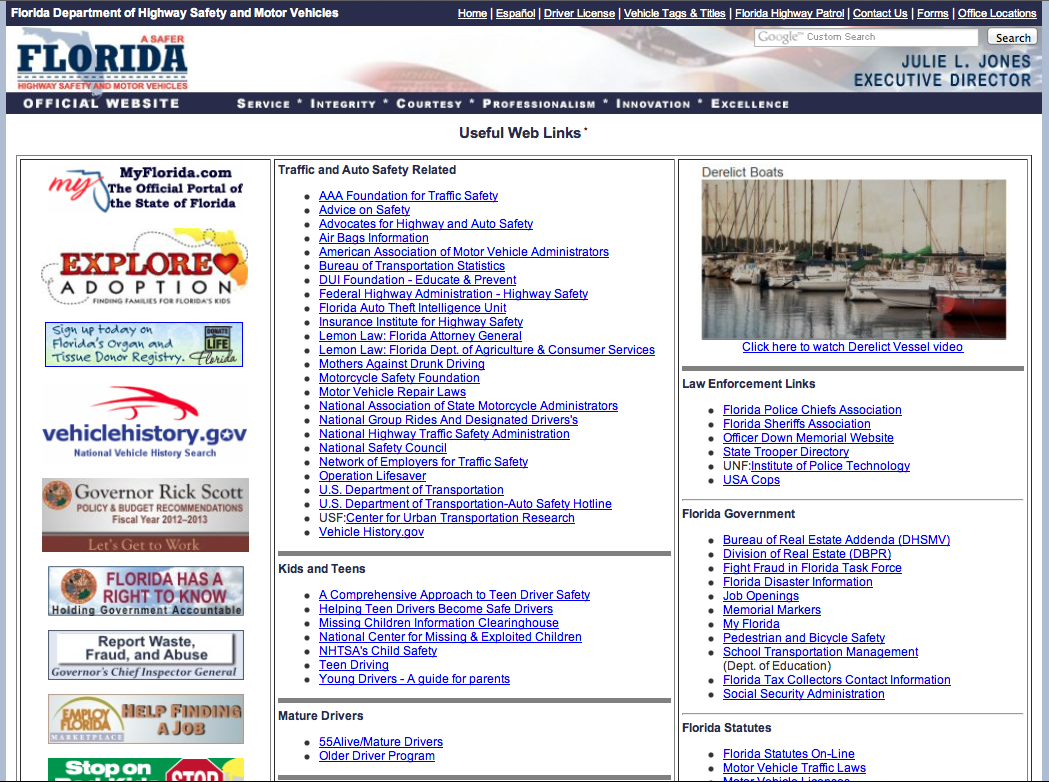 Florida Department of Highway Safety and Motor Vehicles
Home | Español | Driver License | Vehicle Tags & Titles | Florida Highway Patrol | Contact Us | Forms | Office Locations
A SAFER
FLORIDA
HIGHWAY SAFETY AND MOTOR VEHICLES
Google™ Custom Search
Search
JULIE L. JONES
EXECUTIVE DIRECTOR
OFFICIAL WEBSITE
SERVICE * INTEGRITY * COURTESY * PROFESSIONALISM * INNOVATION * EXCELLENCE
Useful Web Links *
MyFlorida.com
my
The Official Portal of
the State of Florida
EXPLORE
ADOPTION
FINDING FAMILIES FOR FLORIDA'S KIDS
Sign up today on
Florida's Organ and
Tissue Donor Registry.
DONATE
LIFE
Florida
vehiclehistory.gov
National Vehicle History Search
Governor Rick Scott
POLICY & BUDGET RECOMMENDATIONS
Fiscal Year 2012–2013
Let's Get to Work
FLORIDA HAS A
RIGHT TO KNOW
Holding Government Accountable
Report Waste,
Fraud, and Abuse
Governor's Chief Inspector General
EMPLOY
FLORIDA
MARKETPLACE
HELP FINDING
A JOB
Stop on
STOP
Traffic and Auto Safety Related
AAA Foundation for Traffic Safety
Advice on Safety
Advocates for Highway and Auto Safety
Air Bags Information
American Association of Motor Vehicle Administrators
Bureau of Transportation Statistics
DUI Foundation - Educate & Prevent
Federal Highway Administration - Highway Safety
Florida Auto Theft Intelligence Unit
Insurance Institute for Highway Safety
Lemon Law: Florida Attorney General
Lemon Law: Florida Dept. of Agriculture & Consumer Services
Mothers Against Drunk Driving
Motorcycle Safety Foundation
Motor Vehicle Repair Laws
National Association of State Motorcycle Administrators
National Group Rides And Designated Drivers's
National Highway Traffic Safety Administration
National Safety Council
Network of Employers for Traffic Safety
Operation Lifesaver
U.S. Department of Transportation
U.S. Department of Transportation-Auto Safety Hotline
USF:Center for Urban Transportation Research
Vehicle History.gov
Kids and Teens
A Comprehensive Approach to Teen Driver Safety
Helping Teen Drivers Become Safe Drivers
Missing Children Information Clearinghouse
National Center for Missing & Exploited Children
NHTSA's Child Safety
Teen Driving
Young Drivers - A guide for parents
Mature Drivers
55Alive/Mature Drivers
Older Driver Program
Derelict Boats
Click here to watch Derelict Vessel video
Law Enforcement Links
Florida Police Chiefs Association
Florida Sheriffs Association
Officer Down Memorial Website
State Trooper Directory
UNF:Institute of Police Technology
USA Cops
Florida Government
Bureau of Real Estate Addenda (DHSMV)
Division of Real Estate (DBPR)
Fight Fraud in Florida Task Force
Florida Disaster Information
Job Openings
Memorial Markers
My Florida
Pedestrian and Bicycle Safety
School Transportation Management
(Dept. of Education)
Florida Tax Collectors Contact Information
Social Security Administration
Florida Statutes
Florida Statutes On-Line
Motor Vehicle Traffic Laws
Motor Vehicle Licenses